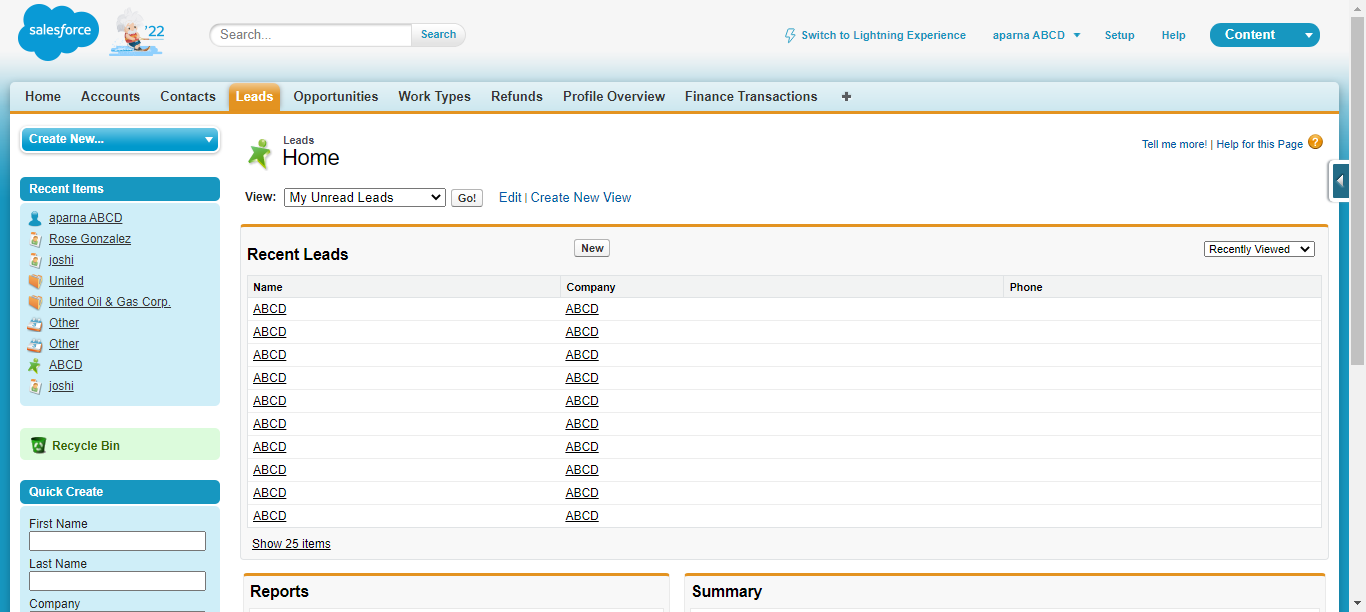 salesforce '22
Search... Search
Switch to Lightning Experience aparna ABCD Setup Help Content
Home Accounts Contacts Leads Opportunities Work Types Refunds Profile Overview Finance Transactions +
Create New...
Recent Items
aparna ABCD
Rose Gonzalez
joshi
United
United Oil & Gas Corp.
Other
Other
ABCD
joshi
Recycle Bin
Quick Create
First Name
Last Name
Company
Leads
Home
Tell me more! | Help for this Page ?
View: My Unread Leads Go! Edit | Create New View
Recent Leads New Recently Viewed
Name Company Phone
ABCD ABCD
ABCD ABCD
ABCD ABCD
ABCD ABCD
ABCD ABCD
ABCD ABCD
ABCD ABCD
ABCD ABCD
ABCD ABCD
ABCD ABCD
Show 25 items
Reports Summary